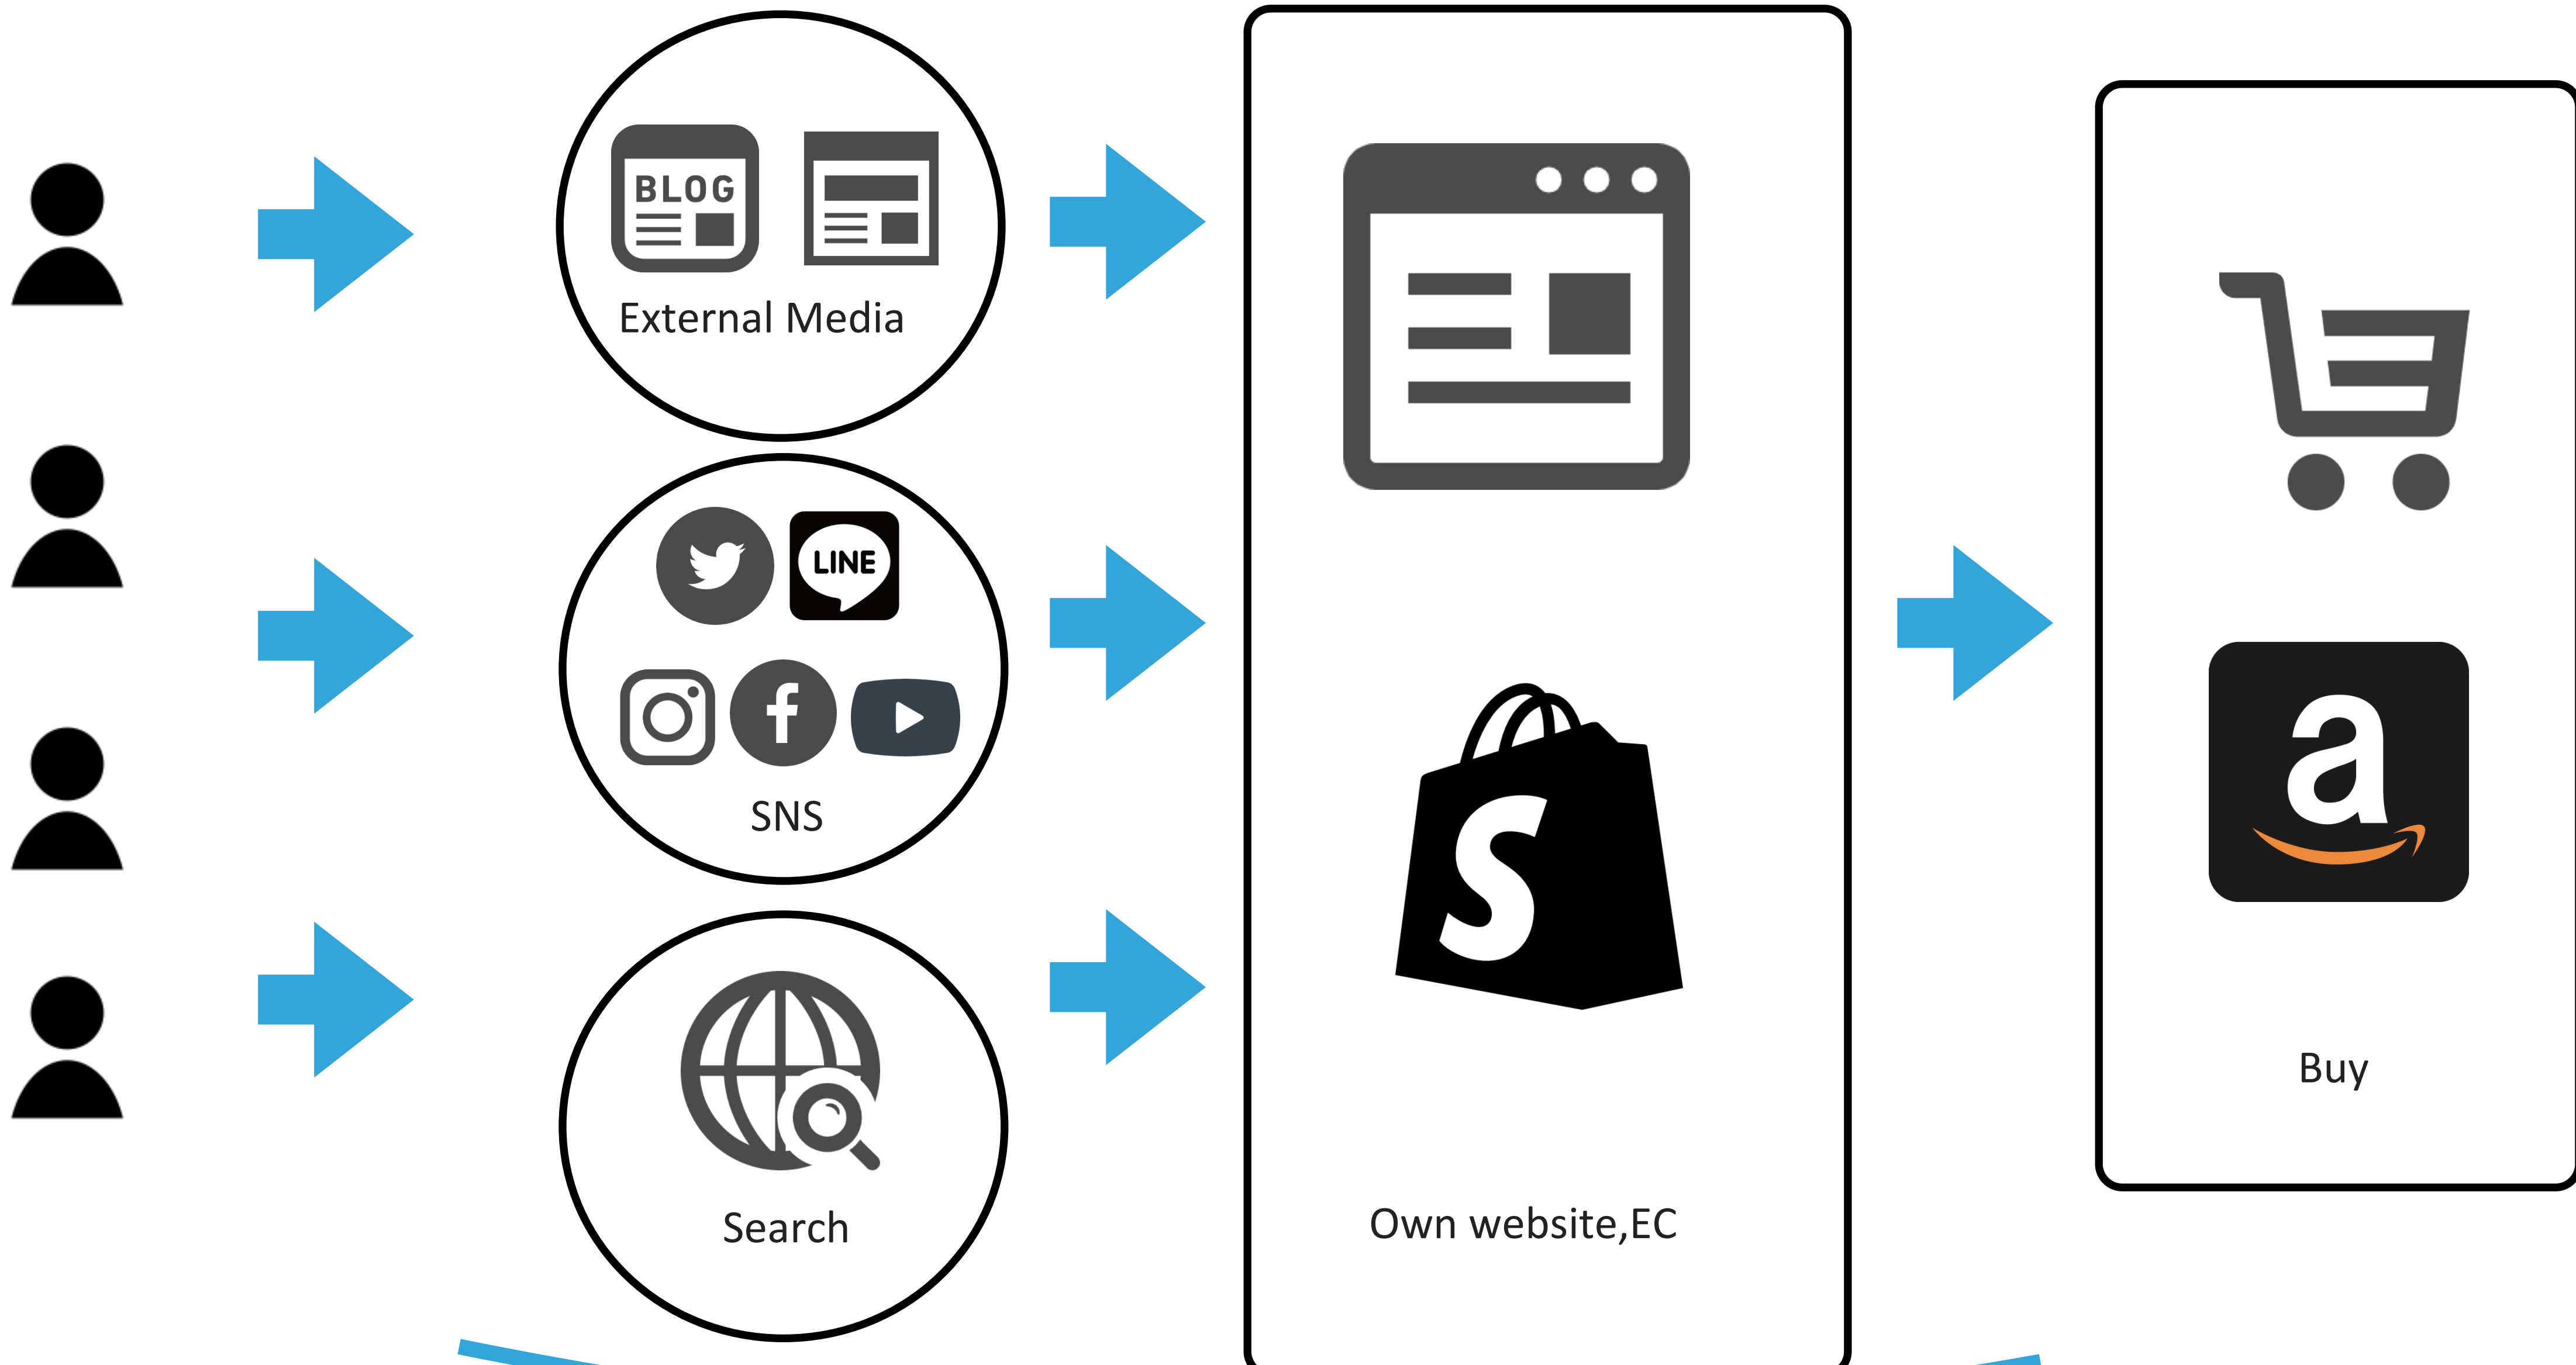 BLOG
External Media
LINE
SNS
Search
Own website,EC
Buy